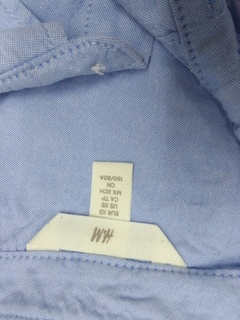 H&M
EUR XS
US XS
CA TP
MX XCH
CN
160/80A